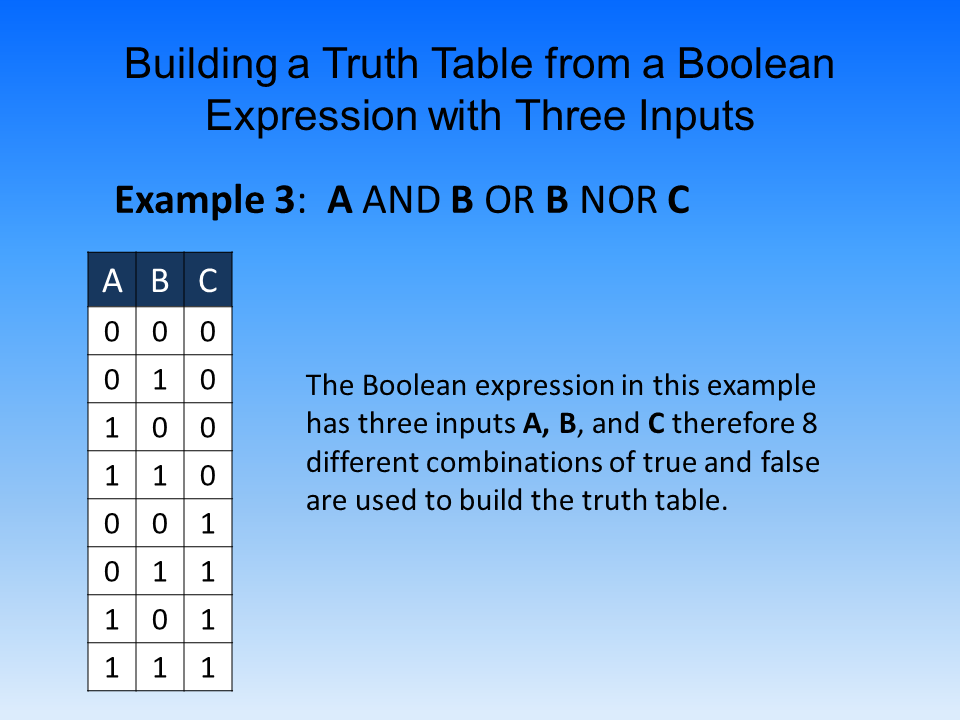 Building a Truth Table from a Boolean
Expression with Three Inputs
Example 3: A AND B OR B NOR C
A B C
0 0 0
0 1 0
1 0 0
1 1 0
0 0 1
0 1 1
1 0 1
1 1 1
The Boolean expression in this example
has three inputs A, B, and C therefore 8
different combinations of true and false
are used to build the truth table.